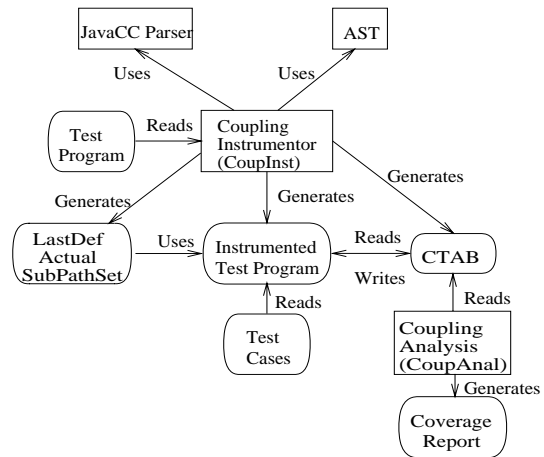 JavaCC Parser
AST
Uses
Uses
Test
Program
Reads
Coupling
Instrumentor
(CoupInst)
Generates
Generates
Generates
LastDef
Actual
SubPathSet
Uses
Instrumented
Test Program
Reads
Writes
CTAB
Reads
Test
Cases
Reads
Coupling
Analysis
(CoupAnal)
Generates
Coverage
Report